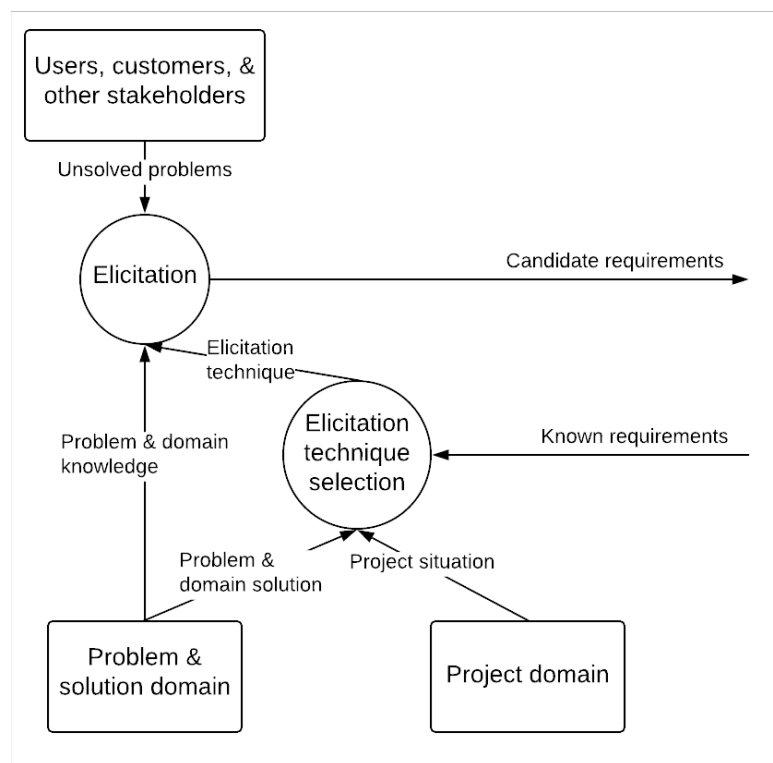 Users, customers, &
other stakeholders
Unsolved problems
Elicitation
Candidate requirements
Elicitation
technique
Elicitation
technique
selection
Known requirements
Problem & domain
knowledge
Problem &
domain solution
Project situation
Problem &
solution domain
Project domain